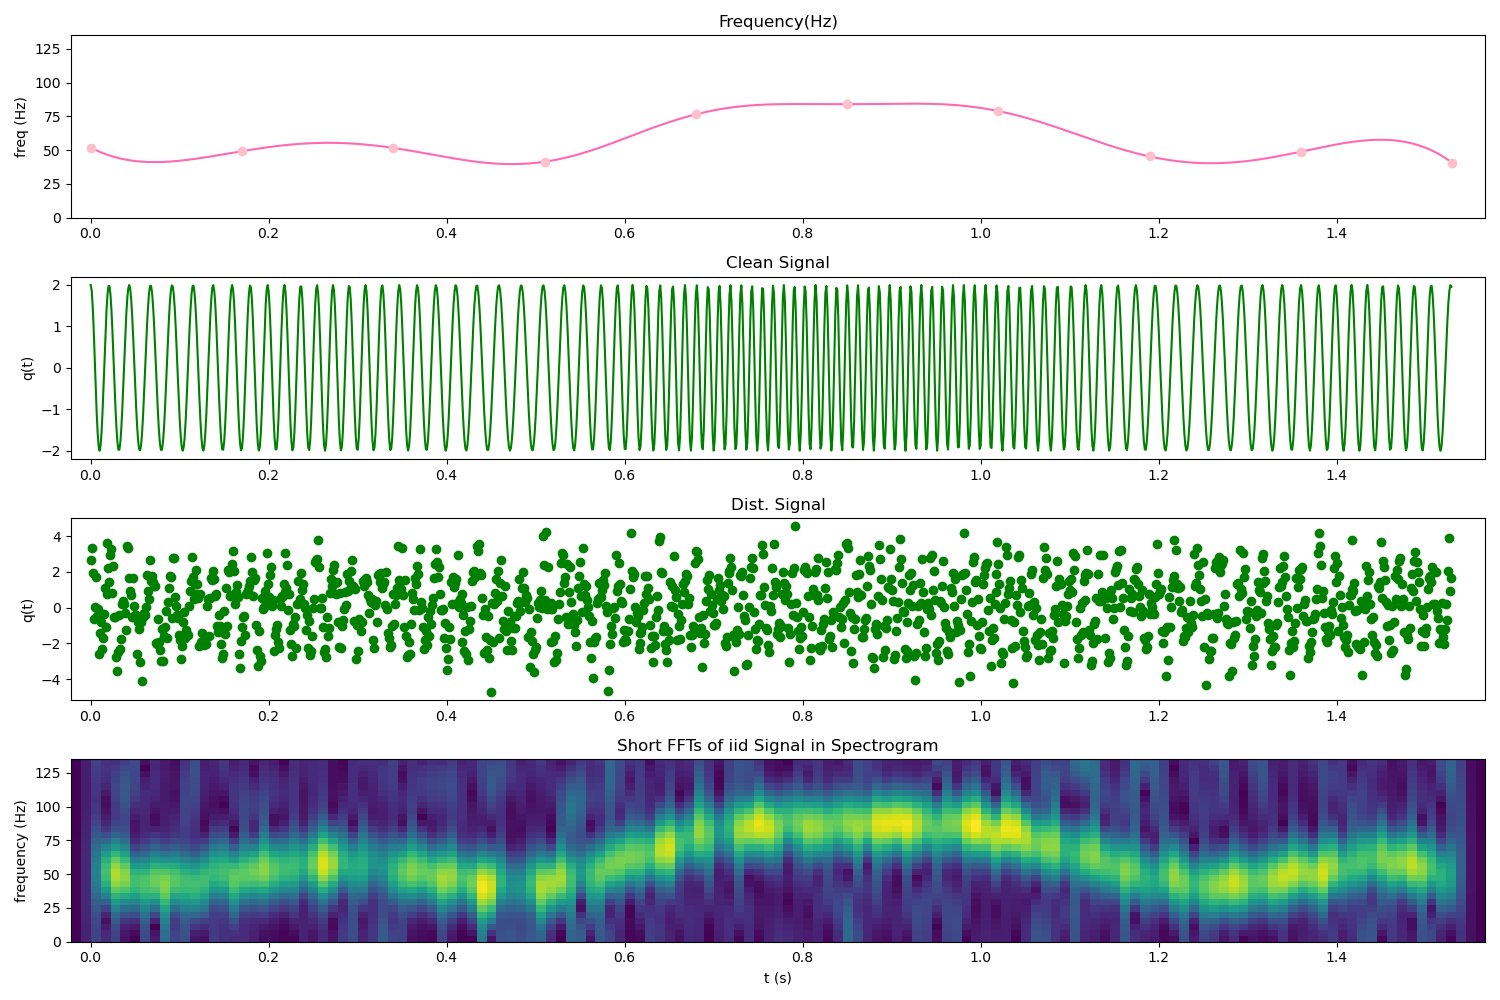 Frequency(Hz)
freq (Hz)
125
100
75
50
25
0
0.0 0.2 0.4 0.6 0.8 1.0 1.2 1.4
Clean Signal
q(t)
2
1
0
−1
−2
0.0 0.2 0.4 0.6 0.8 1.0 1.2 1.4
Dist. Signal
q(t)
4
2
0
−2
−4
0.0 0.2 0.4 0.6 0.8 1.0 1.2 1.4
Short FFTs of iid Signal in Spectrogram
frequency (Hz)
125
100
75
50
25
0
0.0 0.2 0.4 0.6 0.8 1.0 1.2 1.4
t (s)